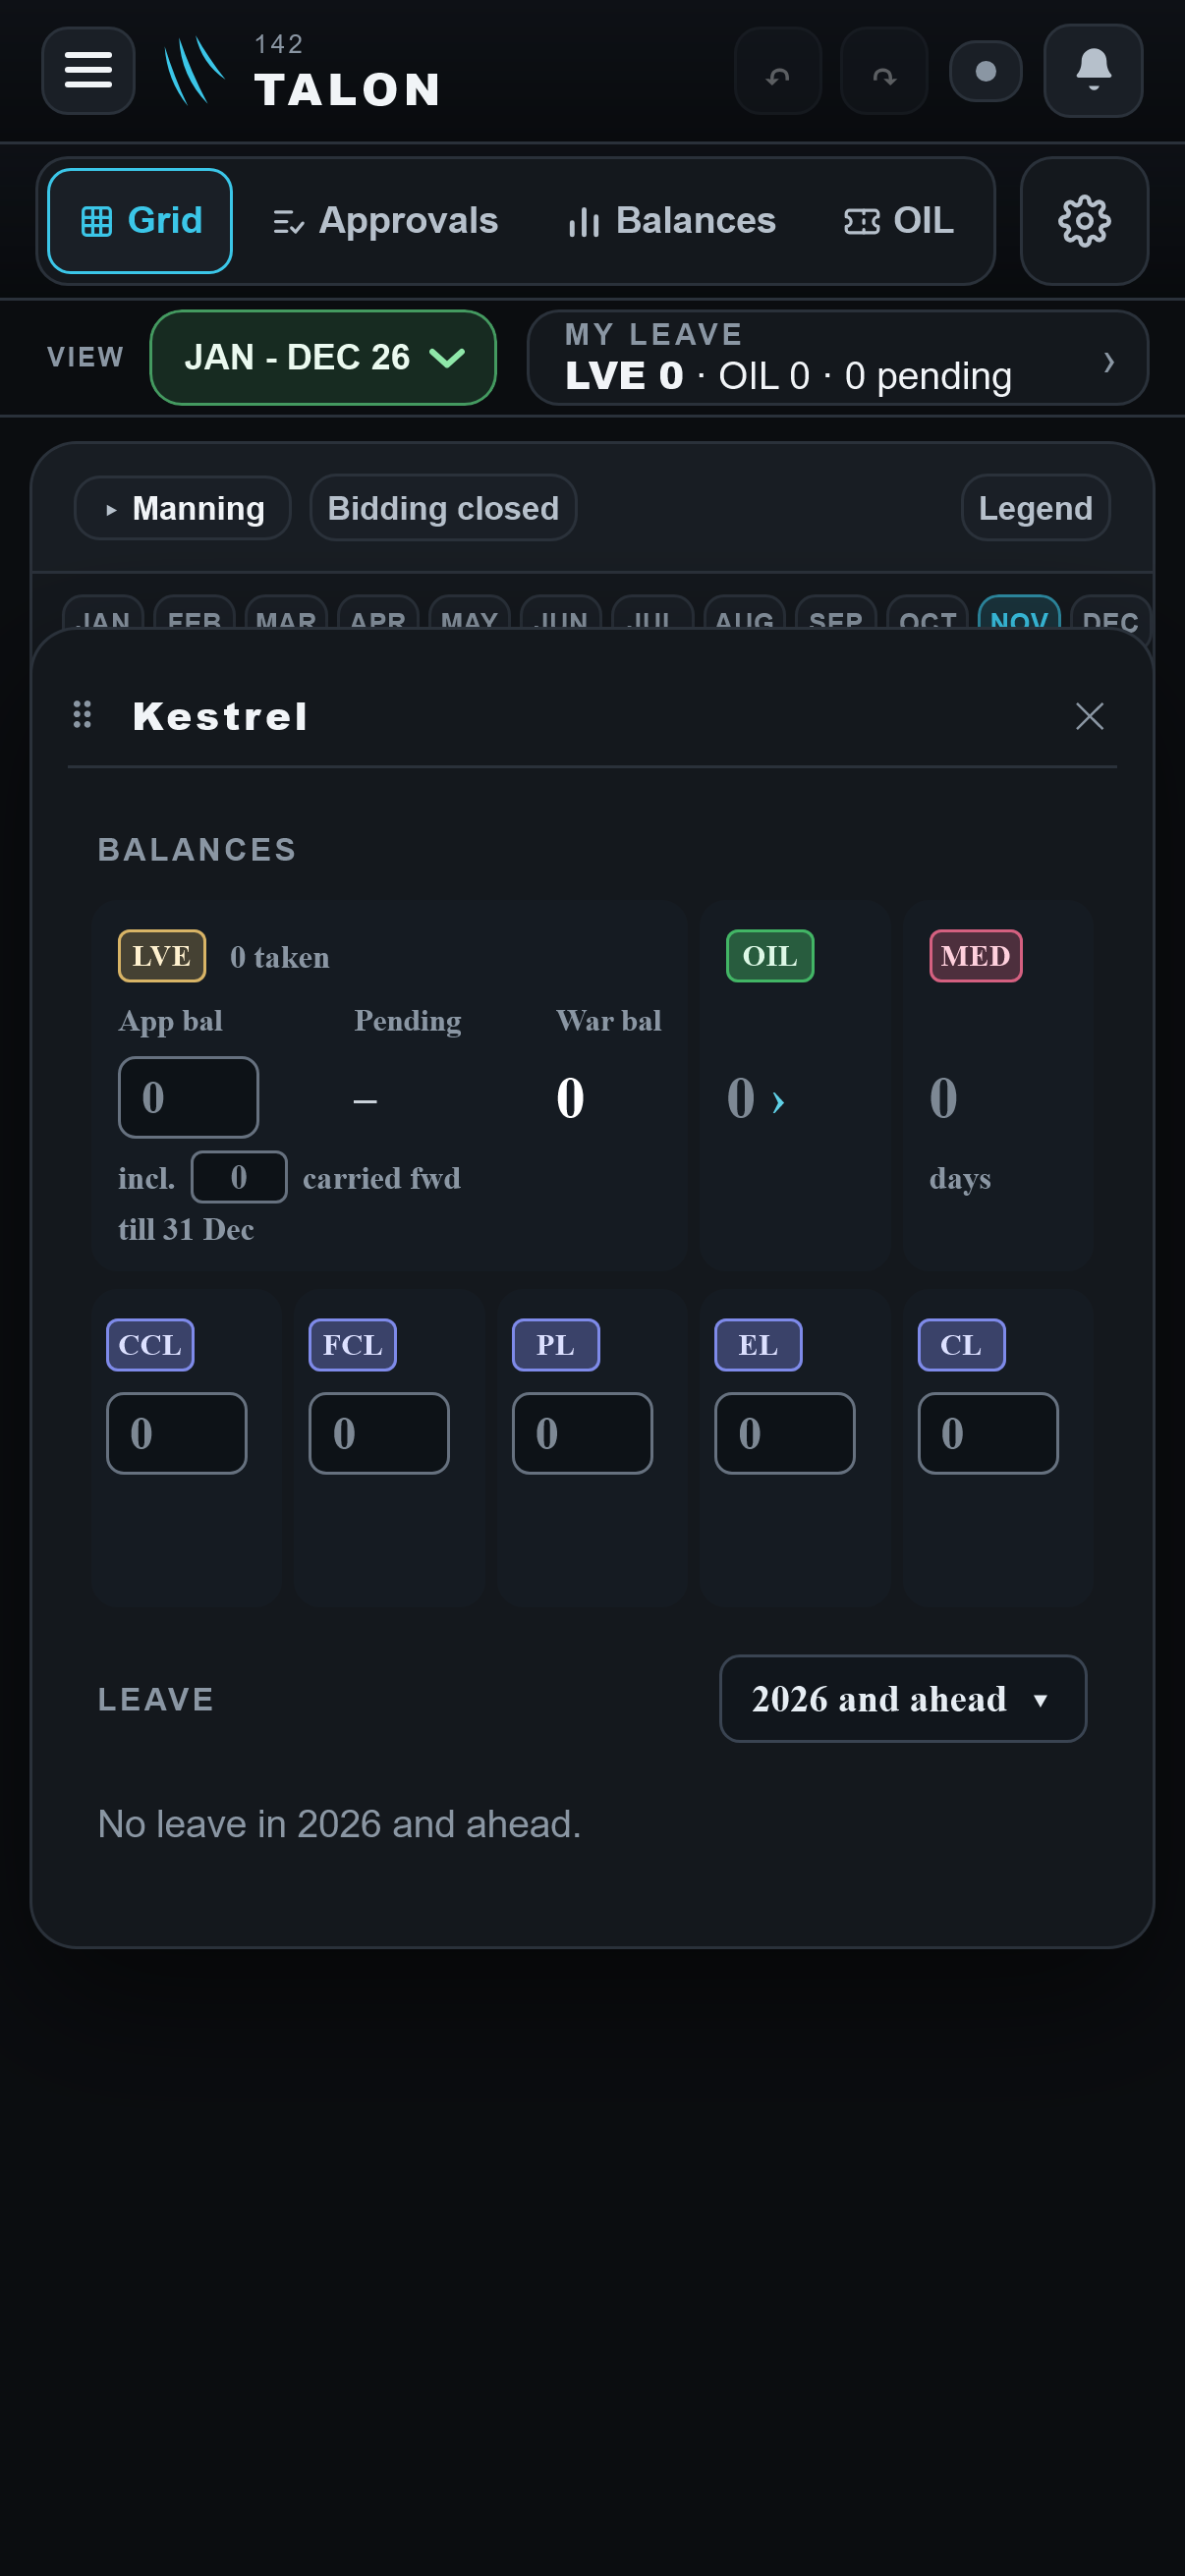 142
TALON
Grid Approvals Balances OIL
VIEW JAN - DEC 26
MY LEAVE
LVE 0 · OIL 0 · 0 pending ›
▸ Manning Bidding closed Legend
JAN FEB MAR APR MAY JUN JUL AUG SEP OCT NOV DEC
Kestrel
BALANCES
LVE 0 taken OIL MED
App bal Pending War bal
0 – 0 0 › 0
incl. 0 carried fwd days
till 31 Dec
CCL FCL PL EL CL
0 0 0 0 0
LEAVE 2026 and ahead ▾
No leave in 2026 and ahead.